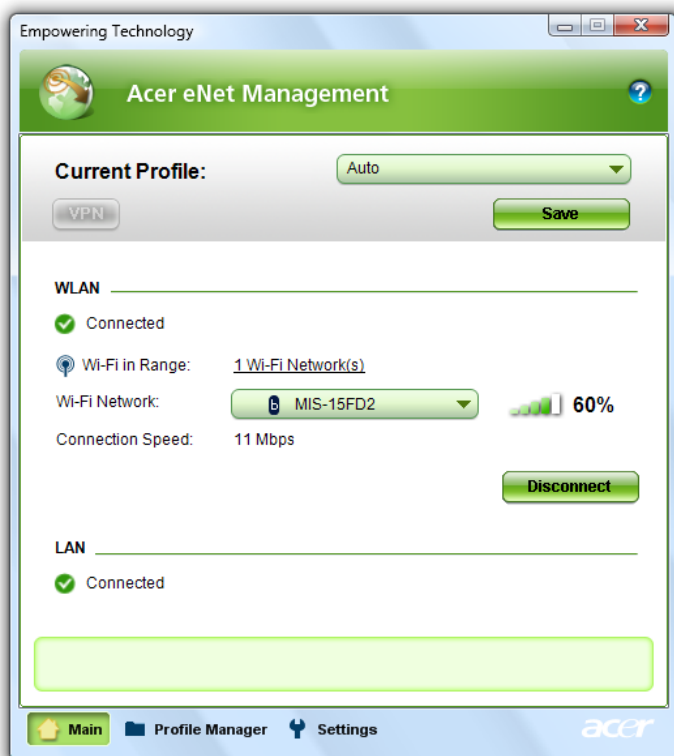 Empowering Technology
Acer eNet Management
?
Current Profile:
Auto
VPN
Save
WLAN
Connected
Wi-Fi in Range: 1 Wi-Fi Network(s)
Wi-Fi Network: b MIS-15FD2 60%
Connection Speed: 11 Mbps
Disconnect
LAN
Connected
Main Profile Manager Settings
acer